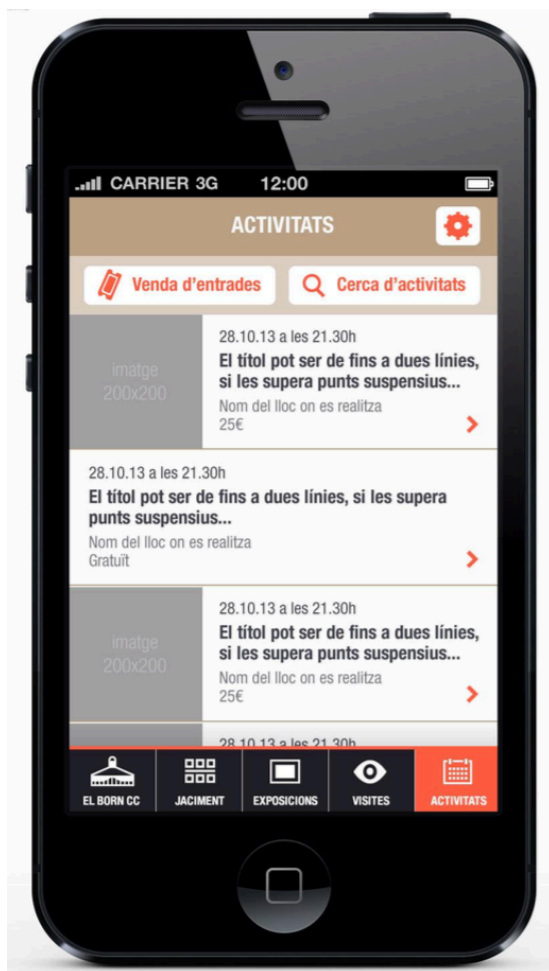 CARRIER 3G 12:00
ACTIVITATS
Venda d'entrades
Cerca d'activitats
imatge
200x200
28.10.13 a les 21.30h
El títol pot ser de fins a dues línies,
si les supera punts suspensius...
Nom del lloc on es realitza
25€
28.10.13 a les 21.30h
El títol pot ser de fins a dues línies, si les supera
punts suspensius...
Nom del lloc on es realitza
Gratuït
imatge
200x200
28.10.13 a les 21.30h
El títol pot ser de fins a dues línies,
si les supera punts suspensius...
Nom del lloc on es realitza
25€
28.10.13 a les 21.30h
EL BORN CC
JACIMENT
EXPOSICIONS
VISITES
ACTIVITATS